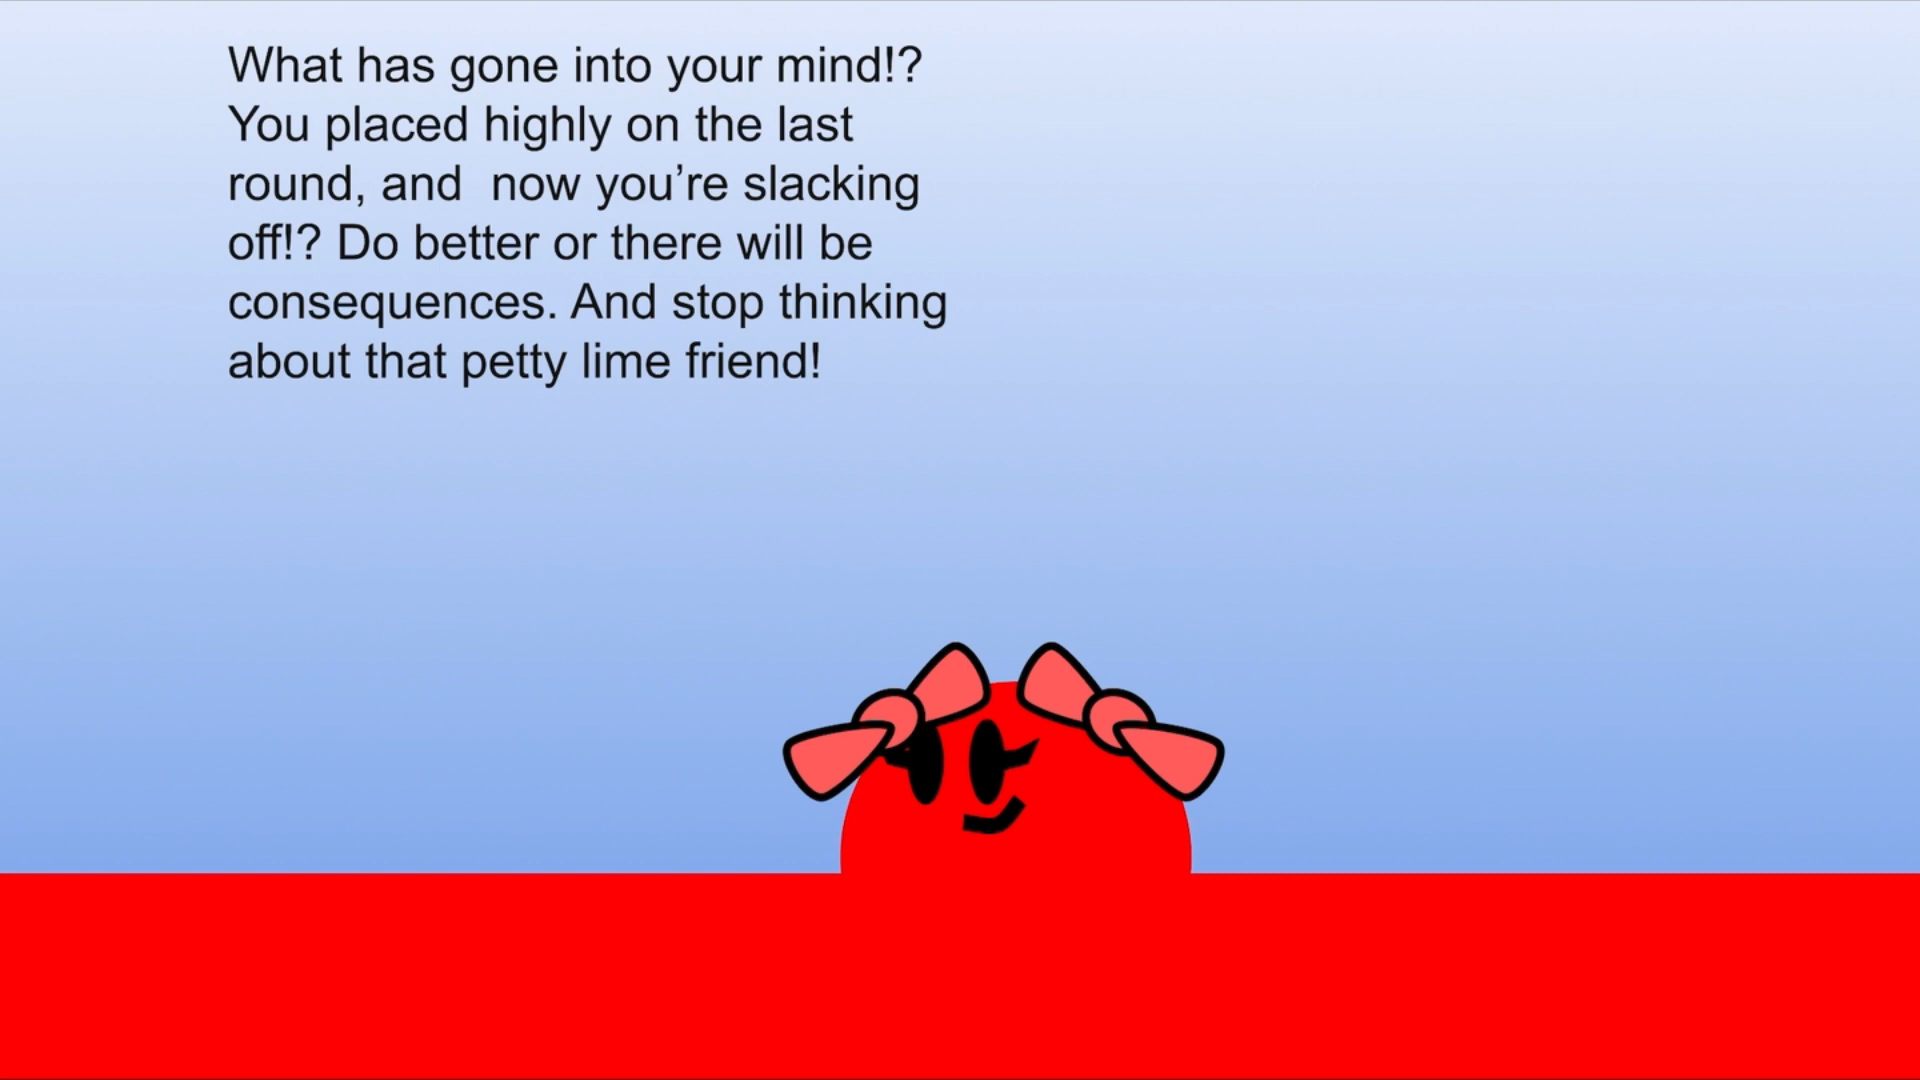 What has gone into your mind!?
You placed highly on the last
round, and  now you’re slacking
off!? Do better or there will be
consequences. And stop thinking
about that petty lime friend!